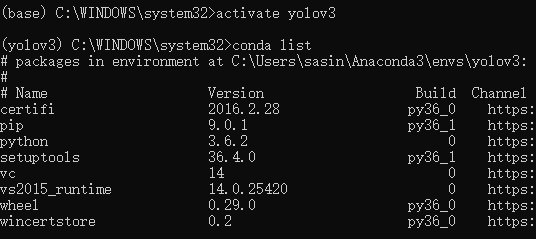 (base) C:\WINDOWS\system32>activate yolov3
(yolov3) C:\WINDOWS\system32>conda list
# packages in environment at C:\Users\sasin\Anaconda3\envs\yolov3:
#
# Name Version Build Channel
certifi 2016.2.28 py36_0 https:
pip 9.0.1 py36_1 https:
python 3.6.2 0 https:
setuptools 36.4.0 py36_1 https:
vc 14 0 https:
vs2015_runtime 14.0.25420 0 https:
wheel 0.29.0 py36_0 https:
wincertstore 0.2 py36_0 https: